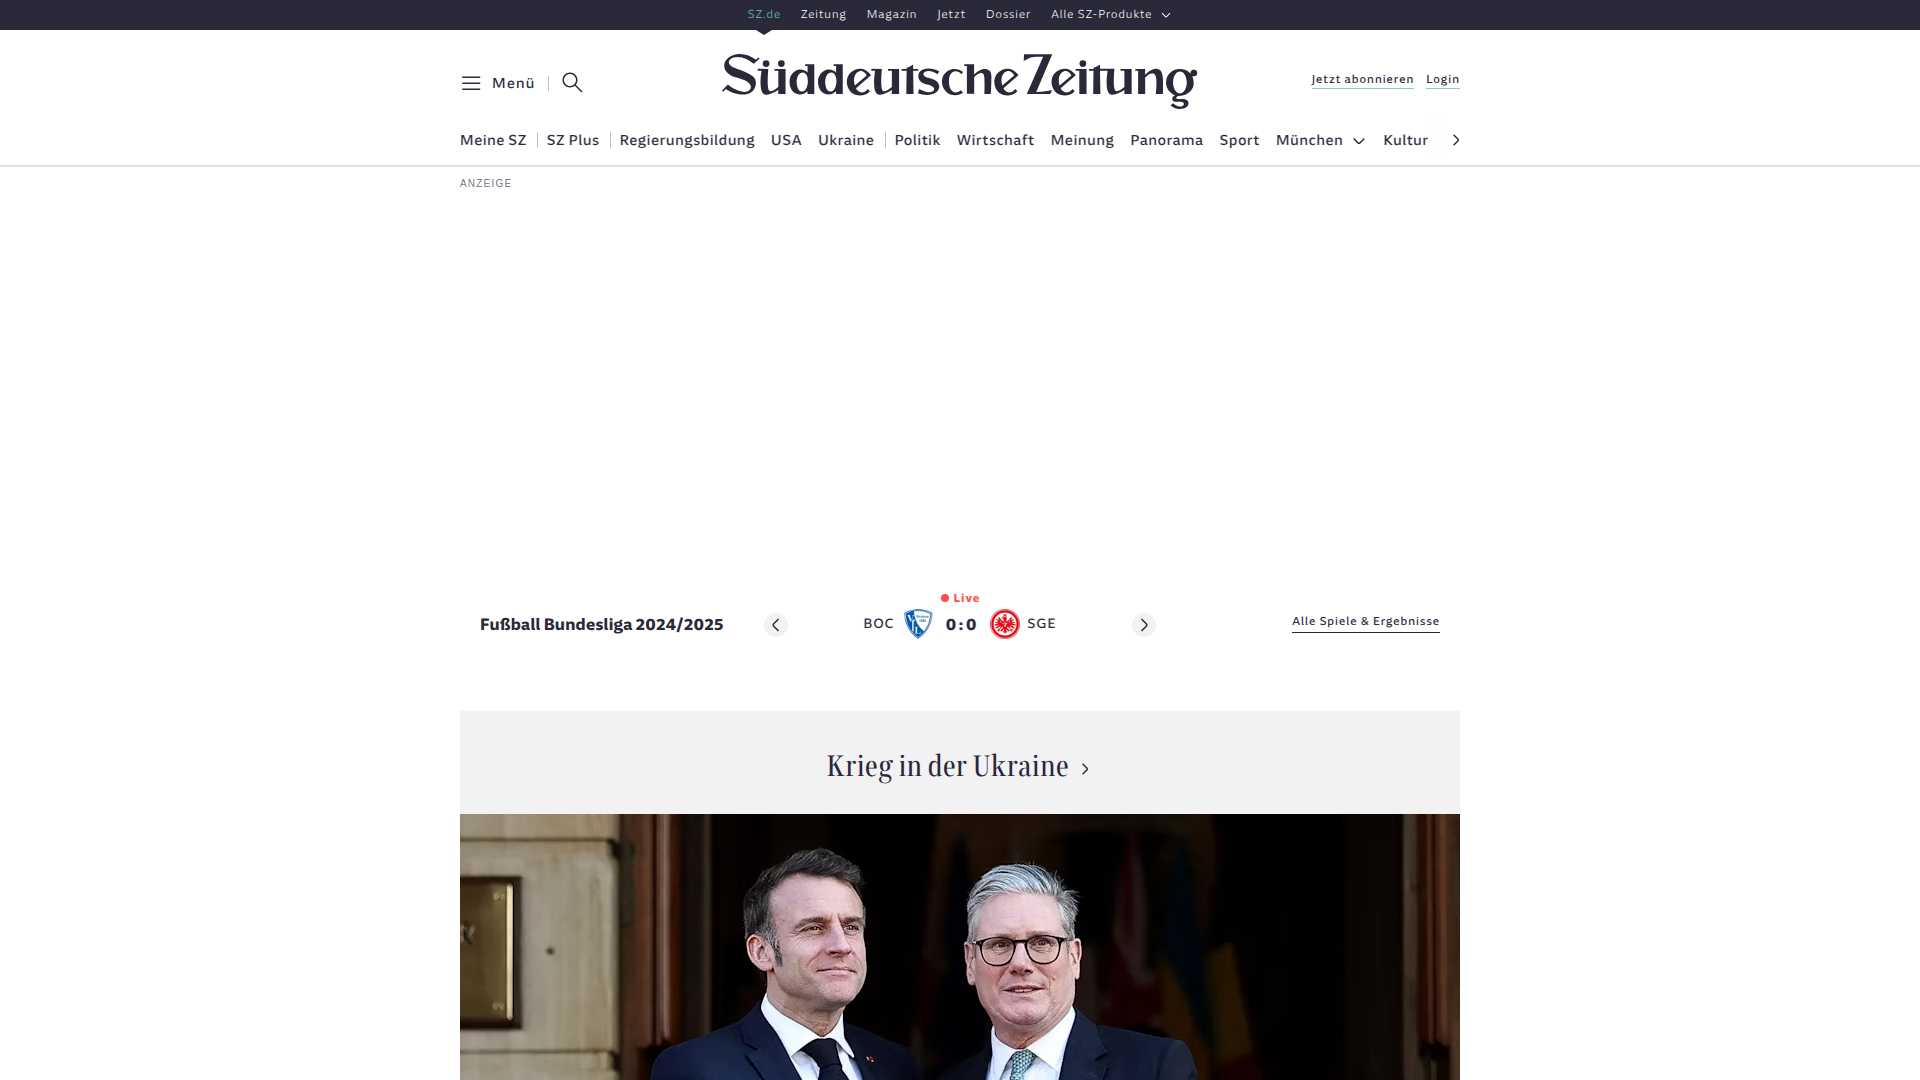 SZ.de Zeitung Magazin Jetzt Dossier Alle SZ-Produkte
Menü
Süddeutsche Zeitung
Jetzt abonnieren Login
Meine SZ SZ Plus Regierungsbildung USA Ukraine Politik Wirtschaft Meinung Panorama Sport München Kultur
ANZEIGE
Live
Fußball Bundesliga 2024/2025
BOC 0:0 SGE
Alle Spiele & Ergebnisse
Krieg in der Ukraine